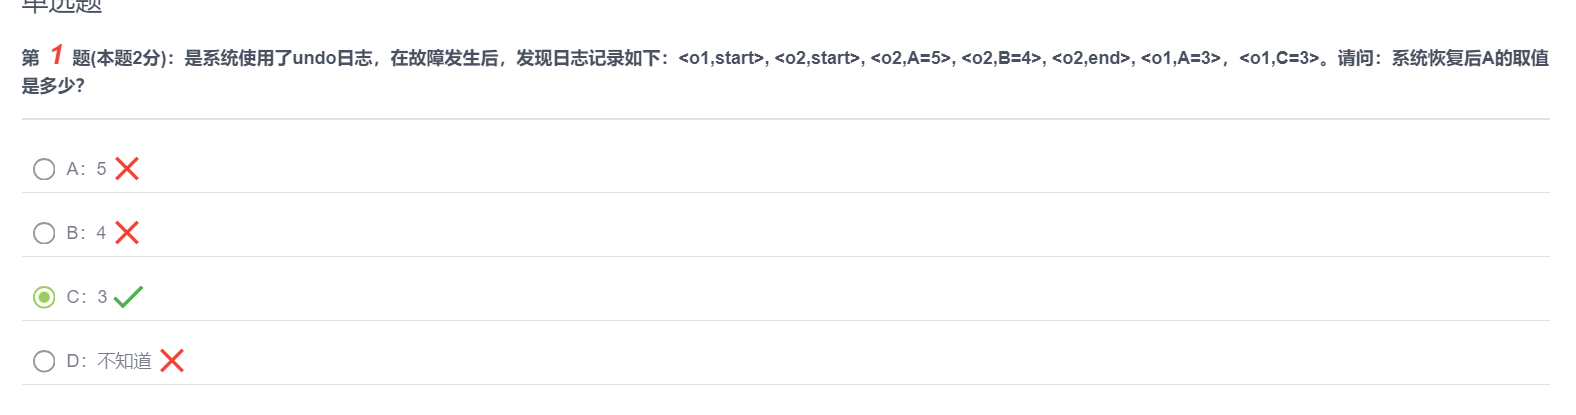 单选题
第 1 题(本题2分)：是系统使用了undo日志，在故障发生后，发现日志记录如下：<o1,start>, <o2,start>, <o2,A=5>, <o2,B=4>, <o2,end>, <o1,A=3>，<o1,C=3>。请问：系统恢复后A的取值
是多少？
A：5
B：4
C：3
D：不知道